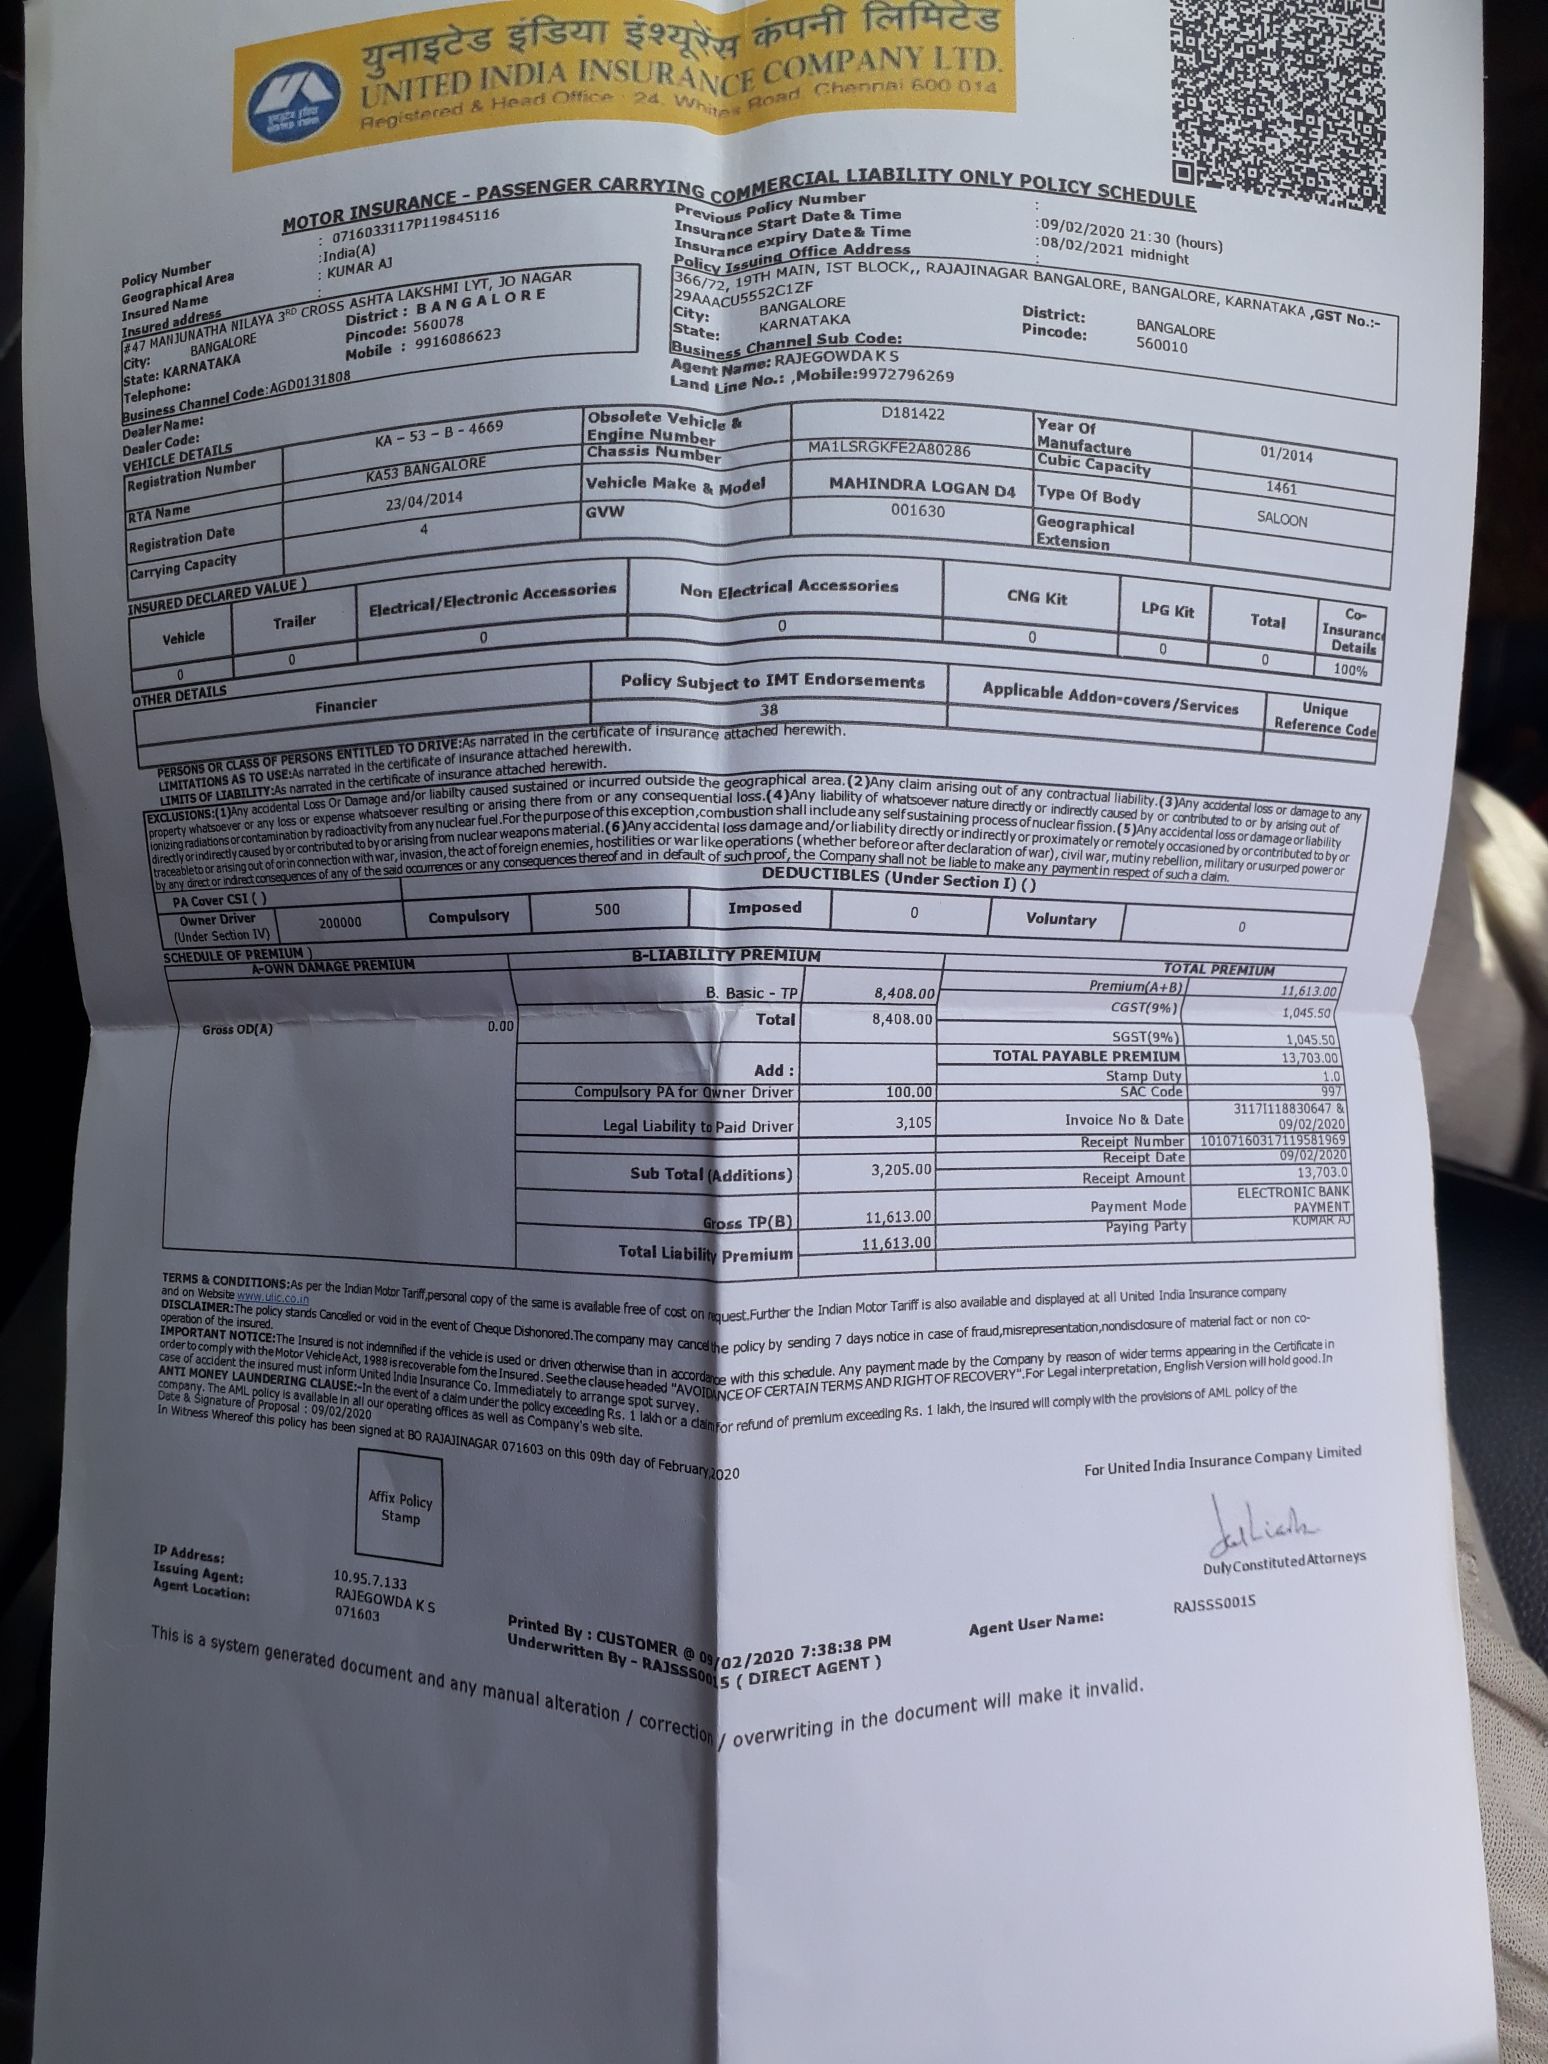 युनाइटेड इंडिया इंश्यूरेंस कंपनी लिमिटेड
UNITED INDIA INSURANCE COMPANY LTD.
Registered & Head Office : 24, Whites Road, Chennai 600 014
MOTOR INSURANCE - PASSENGER CARRYING COMMERCIAL LIABILITY ONLY POLICY SCHEDULE
Policy Number : 0716033117P119845116
Geographical Area :India(A)
Insured Name : KUMAR AJ
Insured address :
#47 MANJUNATHA NILAYA 3RD CROSS ASHTA LAKSHMI LYT, JO NAGAR
City: BANGALORE District : BANGALORE
State: KARNATAKA Pincode: 560078
Telephone: Mobile : 9916086623
Business Channel Code:AGD0131808
Dealer Name:
Dealer Code:
Previous Policy Number :
Insurance Start Date & Time :09/02/2020 21:30 (hours)
Insurance expiry Date & Time :08/02/2021 midnight
Policy Issuing Office Address :
366/72, 19TH MAIN, IST BLOCK,, RAJAJINAGAR BANGALORE, BANGALORE, KARNATAKA ,GST No.:-
29AAACU5552C1ZF
City: BANGALORE District: BANGALORE
State: KARNATAKA Pincode: 560010
Business Channel Sub Code:
Agent Name: RAJEGOWDA K S
Land Line No.: ,Mobile:9972796269
VEHICLE DETAILS
Registration Number KA - 53 - B - 4669 Obsolete Vehicle & Engine Number D181422 Year Of Manufacture 01/2014
RTA Name KA53 BANGALORE Chassis Number MA1LSRGKFE2A80286 Cubic Capacity 1461
Registration Date 23/04/2014 Vehicle Make & Model MAHINDRA LOGAN D4 Type Of Body SALOON
Carrying Capacity 4 GVW 001630 Geographical Extension
INSURED DECLARED VALUE )
Vehicle Trailer Electrical/Electronic Accessories Non Electrical Accessories CNG Kit LPG Kit Total Co-Insurance Details
0 0 0 0 0 0 0 100%
OTHER DETAILS
Financier Policy Subject to IMT Endorsements Applicable Addon-covers/Services Unique Reference Code
38
PERSONS OR CLASS OF PERSONS ENTITLED TO DRIVE:As narrated in the certificate of insurance attached herewith.
LIMITATIONS AS TO USE:As narrated in the certificate of insurance attached herewith.
LIMITS OF LIABILITY:As narrated in the certificate of insurance attached herewith.
EXCLUSIONS:(1)Any accidental Loss Or Damage and/or liabilty caused sustained or incurred outside the geographical area.(2)Any claim arising out of any contractual liability.(3)Any accidental loss or damage to any
property whatsoever or any loss or expense whatsoever resulting or arising there from or any consequential loss.(4)Any liability of whatsoever nature directly or indirectly caused by or contributed to or by arising out of
ionizing radiations or contamination by radioactivity from any nuclear fuel.For the purpose of this exception,combustion shall include any self sustaining process of nuclear fission.(5)Any accidental loss or damage or liability
directly or indirectly caused by or contributed to by or arising from nuclear weapons material.(6)Any accidental loss damage and/or liability directly or indirectly or proximately or remotely occasioned by or contributed to by or
traceable to or arising out of or in connection with war, invasion, the act of foreign enemies, hostilities or war like operations (whether before or after declaration of war), civil war, mutiny rebellion, military or usurped power or
by any direct or indirect consequences of any of the said occurrences or any consequences thereof and in default of such proof, the Company shall not be liable to make any payment in respect of such a claim.
PA Cover CSI ( ) DEDUCTIBLES (Under Section I) ()
Owner Driver (Under Section IV) 200000 Compulsory 500 Imposed 0 Voluntary 0
SCHEDULE OF PREMIUM )
A-OWN DAMAGE PREMIUM B-LIABILITY PREMIUM TOTAL PREMIUM
Gross OD(A) 0.00
B. Basic - TP 8,408.00
Total 8,408.00
Add :
Compulsory PA for Owner Driver 100.00
Legal Liability to Paid Driver 3,105
Sub Total (Additions) 3,205.00
Gross TP(B) 11,613.00
Total Liability Premium 11,613.00
Premium(A+B) 11,613.00
CGST(9%) 1,045.50
SGST(9%) 1,045.50
TOTAL PAYABLE PREMIUM 13,703.00
Stamp Duty 1.0
SAC Code 997
Invoice No & Date 3117I118830647 & 09/02/2020
Receipt Number 10107160317119581969
Receipt Date 09/02/2020
Receipt Amount 13,703.0
Payment Mode ELECTRONIC BANK PAYMENT
Paying Party KUMAR AJ
TERMS & CONDITIONS:As per the Indian Motor Tariff,personal copy of the same is available free of cost on request.Further the Indian Motor Tariff is also available and displayed at all United India Insurance company
and on Website www.uiic.co.in
DISCLAIMER:The policy stands Cancelled or void in the event of Cheque Dishonored.The company may cancel the policy by sending 7 days notice in case of fraud,misrepresentation,nondisclosure of material fact or non co-
operation of the insured.
IMPORTANT NOTICE:The Insured is not indemnified if the vehicle is used or driven otherwise than in accordance with this schedule. Any payment made by the Company by reason of wider terms appearing in the Certificate in
order to comply with the Motor Vehicle Act, 1988 is recoverable fom the Insured. See the clause headed "AVOIDANCE OF CERTAIN TERMS AND RIGHT OF RECOVERY".For Legal interpretation, English Version will hold good.In
case of accident the insured must inform United India Insurance Co. Immediately to arrange spot survey.
ANTI MONEY LAUNDERING CLAUSE:-In the event of a claim under the policy exceeding Rs. 1 lakh or a claim for refund of premium exceeding Rs. 1 lakh, the insured will comply with the provisions of AML policy of the
company. The AML policy is available in all our operating offices as well as Company's web site.
Date & Signature of Proposal : 09/02/2020
In Witness Whereof this policy has been signed at BO RAJAJINAGAR 071603 on this 09th day of February,2020
For United India Insurance Company Limited
Affix Policy
Stamp
Duly Constituted Attorneys
IP Address: 10.95.7.133
Issuing Agent: RAJEGOWDA K S
Agent Location: 071603
Agent User Name: RAJSSS0015
Printed By : CUSTOMER @ 09/02/2020 7:38:38 PM
Underwritten By - RAJSSS0015 ( DIRECT AGENT )
This is a system generated document and any manual alteration / correction / overwriting in the document will make it invalid.